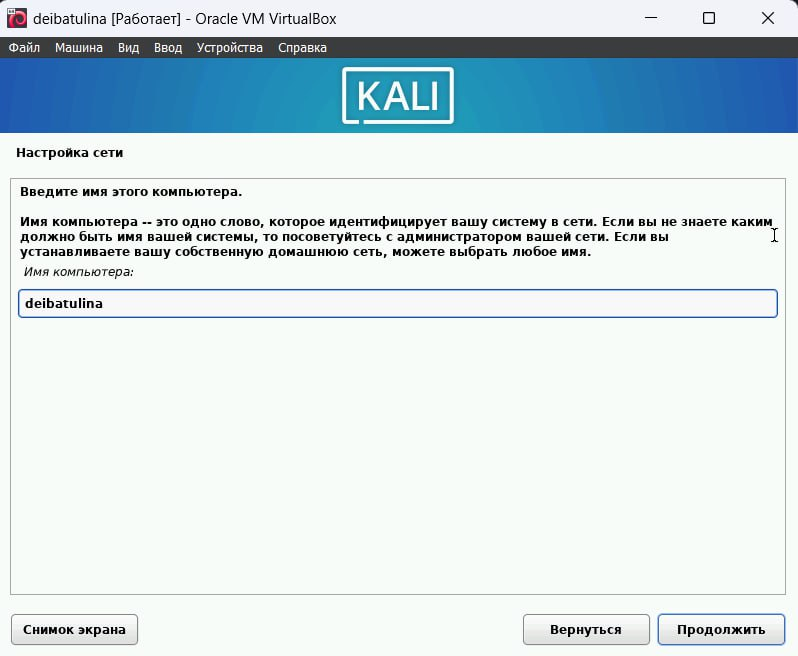 deibatulina [Работает] - Oracle VM VirtualBox
Файл Машина Вид Ввод Устройства Справка
KALI
Настройка сети
Введите имя этого компьютера.
Имя компьютера -- это одно слово, которое идентифицирует вашу систему в сети. Если вы не знаете каким
должно быть имя вашей системы, то посоветуйтесь с администратором вашей сети. Если вы
устанавливаете вашу собственную домашнюю сеть, можете выбрать любое имя.
Имя компьютера:
deibatulina
Снимок экрана Вернуться Продолжить